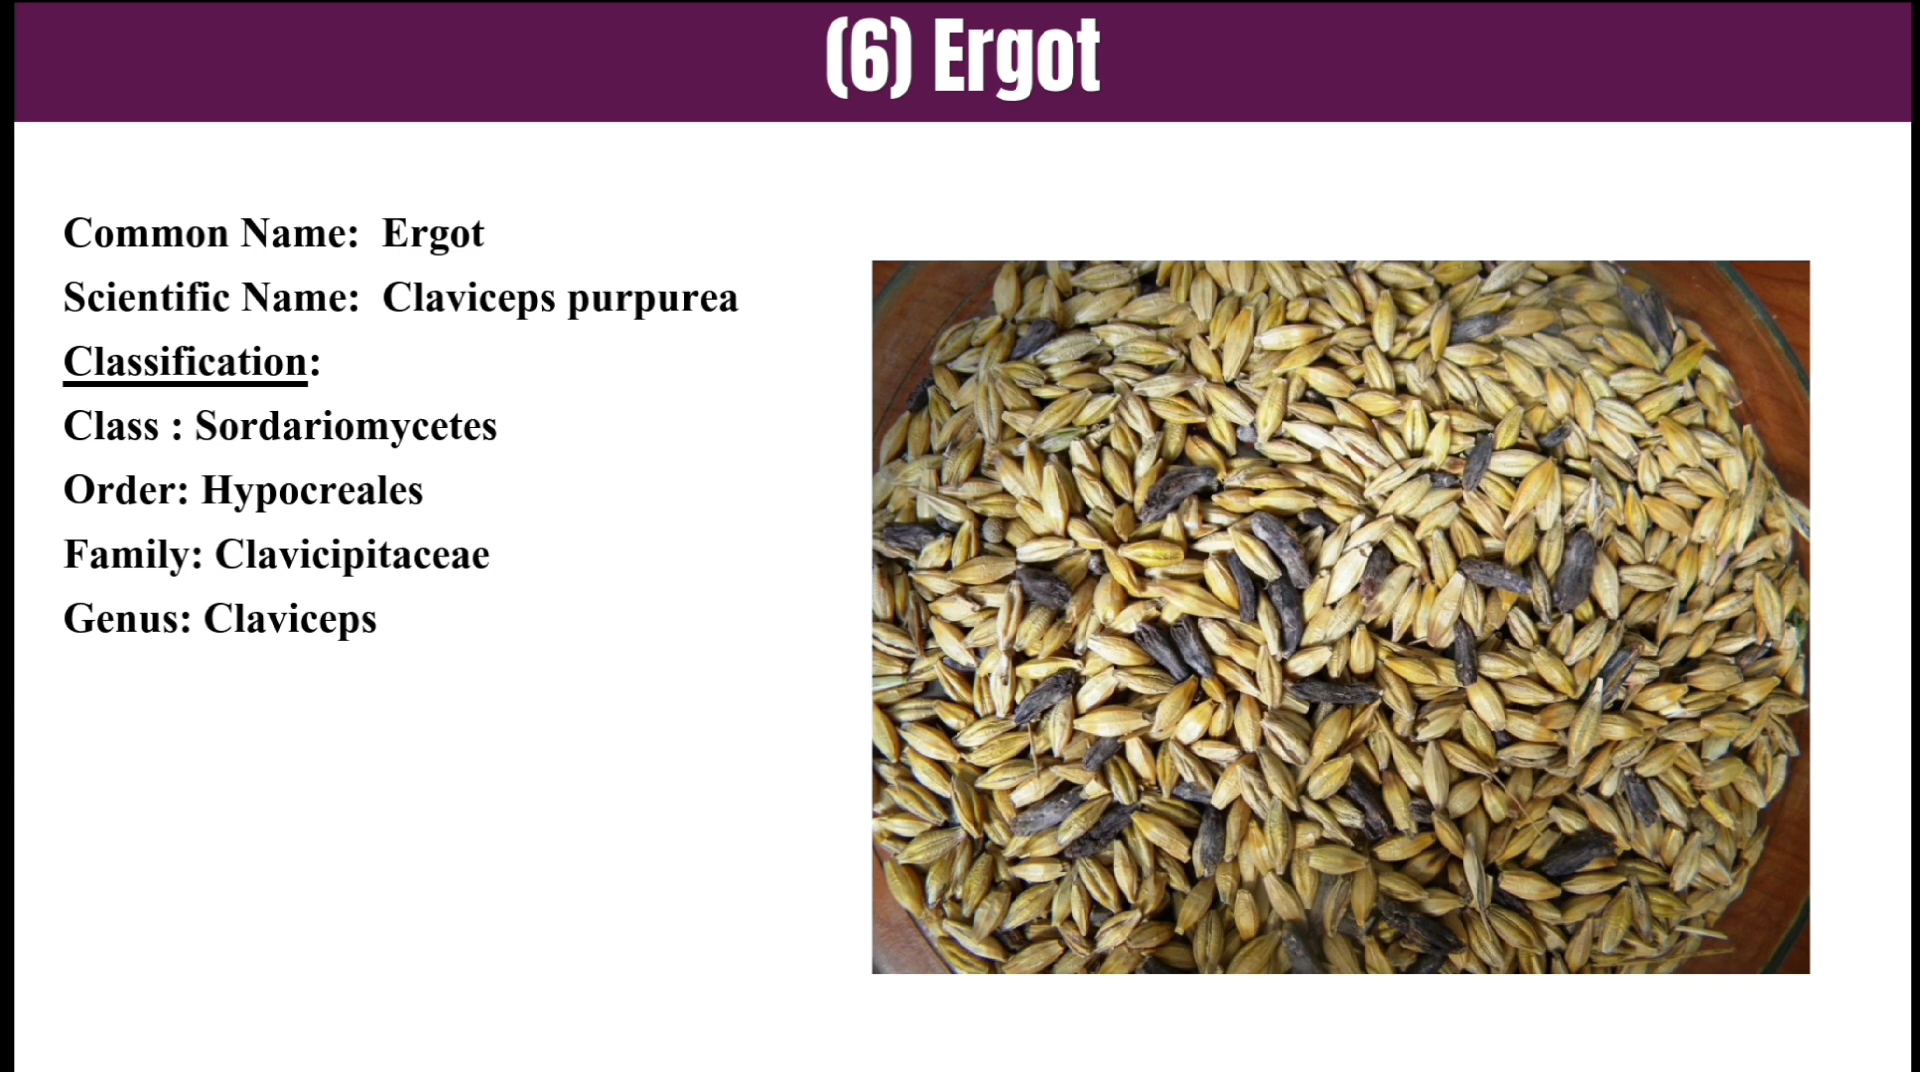 (6) Ergot
Common Name: Ergot
Scientific Name: Claviceps purpurea
Classification:
Class : Sordariomycetes
Order: Hypocreales
Family: Clavicipitaceae
Genus: Claviceps